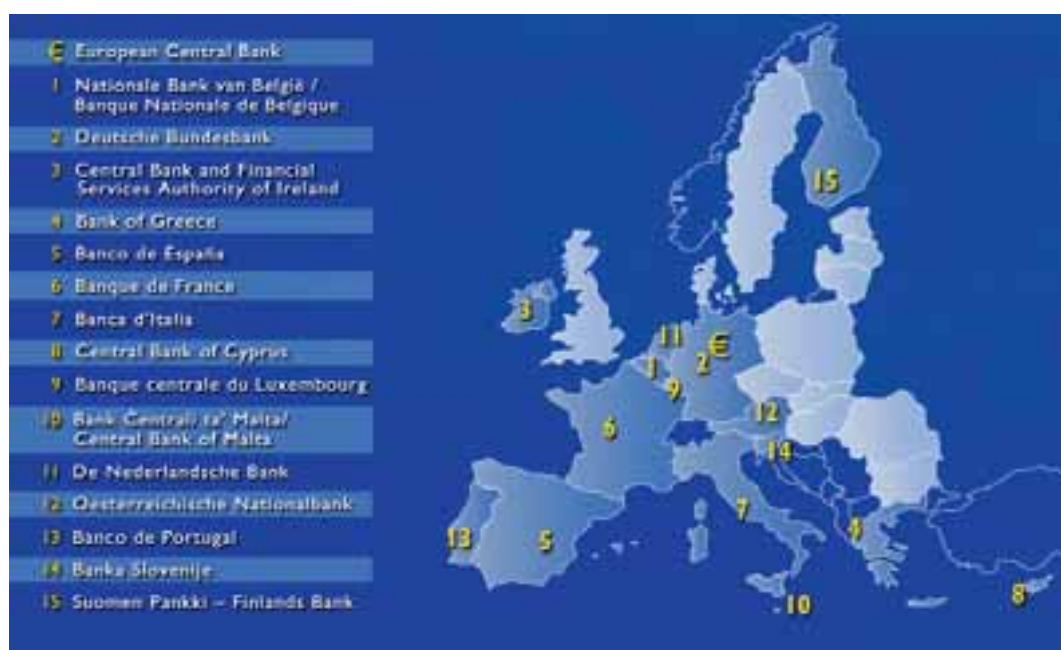 € European Central Bank
1 Nationale Bank van België /
Banque Nationale de Belgique
2 Deutsche Bundesbank
3 Central Bank and Financial
Services Authority of Ireland
4 Bank of Greece
5 Banco de España
6 Banque de France
7 Banca d'Italia
8 Central Bank of Cyprus
9 Banque centrale du Luxembourg
10 Bank Ċentrali ta' Malta/
Central Bank of Malta
11 De Nederlandsche Bank
12 Oesterreichische Nationalbank
13 Banco de Portugal
14 Banka Slovenije
15 Suomen Pankki – Finlands Bank
15
3
11
1
2 €
9
12
6
14
7
4
13
5
10
8